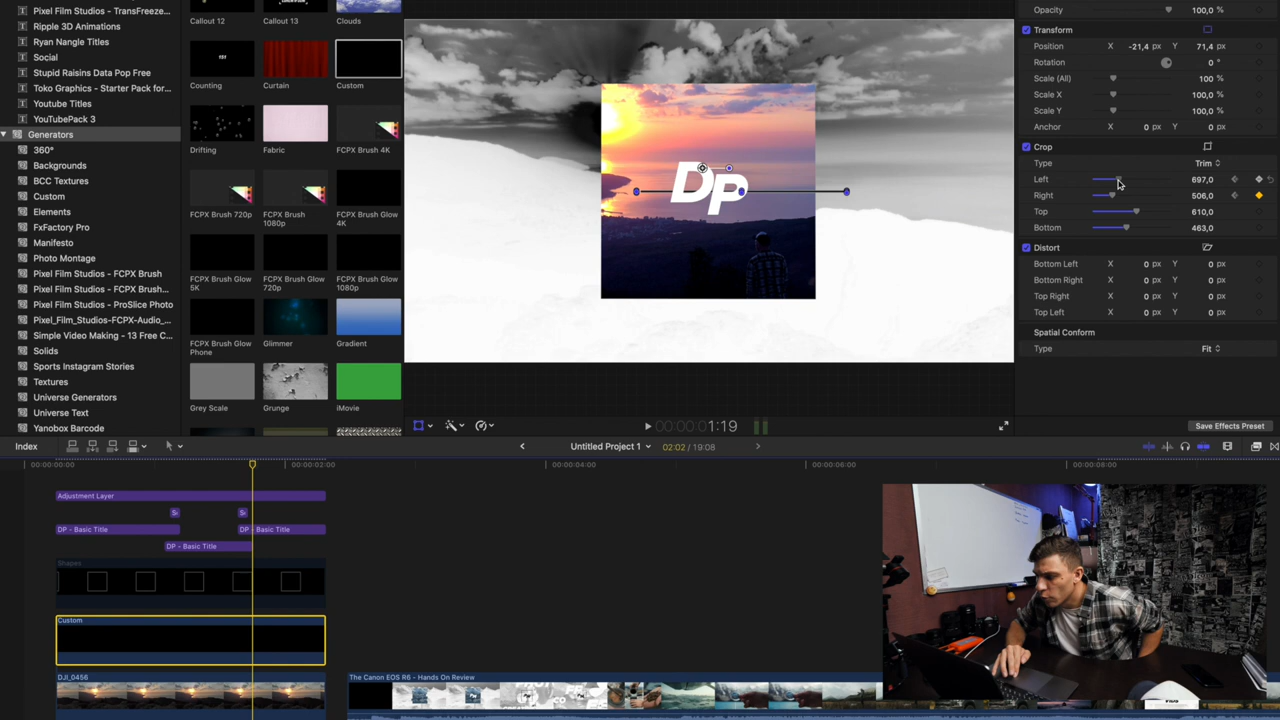 Pixel Film Studios - TransFreeze...
Ripple 3D Animations
Ryan Nangle Titles
Social
Stupid Raisins Data Pop Free
Toko Graphics - Starter Pack for...
Youtube Titles
YouTubePack 3
Generators
360°
Backgrounds
BCC Textures
Custom
Elements
FxFactory Pro
Manifesto
Photo Montage
Pixel Film Studios - FCPX Brush
Pixel Film Studios - FCPX Brush...
Pixel Film Studios - ProSlice Photo
Pixel_Film_Studios-FCPX-Audio_...
Simple Video Making - 13 Free C...
Solids
Sports Instagram Stories
Textures
Universe Generators
Universe Text
Yanobox Barcode
Callout 12
Callout 13
Clouds
Counting
Curtain
Custom
Drifting
Fabric
FCPX Brush 4K
FCPX Brush 720p
FCPX Brush
1080p
FCPX Brush Glow
4K
FCPX Brush Glow
5K
FCPX Brush Glow
720p
FCPX Brush Glow
1080p
FCPX Brush Glow
Phone
Glimmer
Gradient
Grey Scale
Grunge
iMovie
DP
Opacity 100,0 %
Transform
Position X -21,4 px Y 71,4 px
Rotation 0 °
Scale (All) 100 %
Scale X 100,0 %
Scale Y 100,0 %
Anchor X 0 px Y 0 px
Crop
Type Trim
Left 697,0
Right 506,0
Top 610,0
Bottom 463,0
Distort
Bottom Left X 0 px Y 0 px
Bottom Right X 0 px Y 0 px
Top Right X 0 px Y 0 px
Top Left X 0 px Y 0 px
Spatial Conform
Type Fit
Save Effects Preset
00:00:00:01:19
Index
Untitled Project 1
02:02 / 19:08
00:00:00:00
00:00:02:00
00:00:04:00
00:00:06:00
00:00:08:00
Adjustment Layer
S
S
DP - Basic Title
DP - Basic Title
DP - Basic Title
Shapes
Custom
DJI_0456
The Canon EOS R6 - Hands On Review